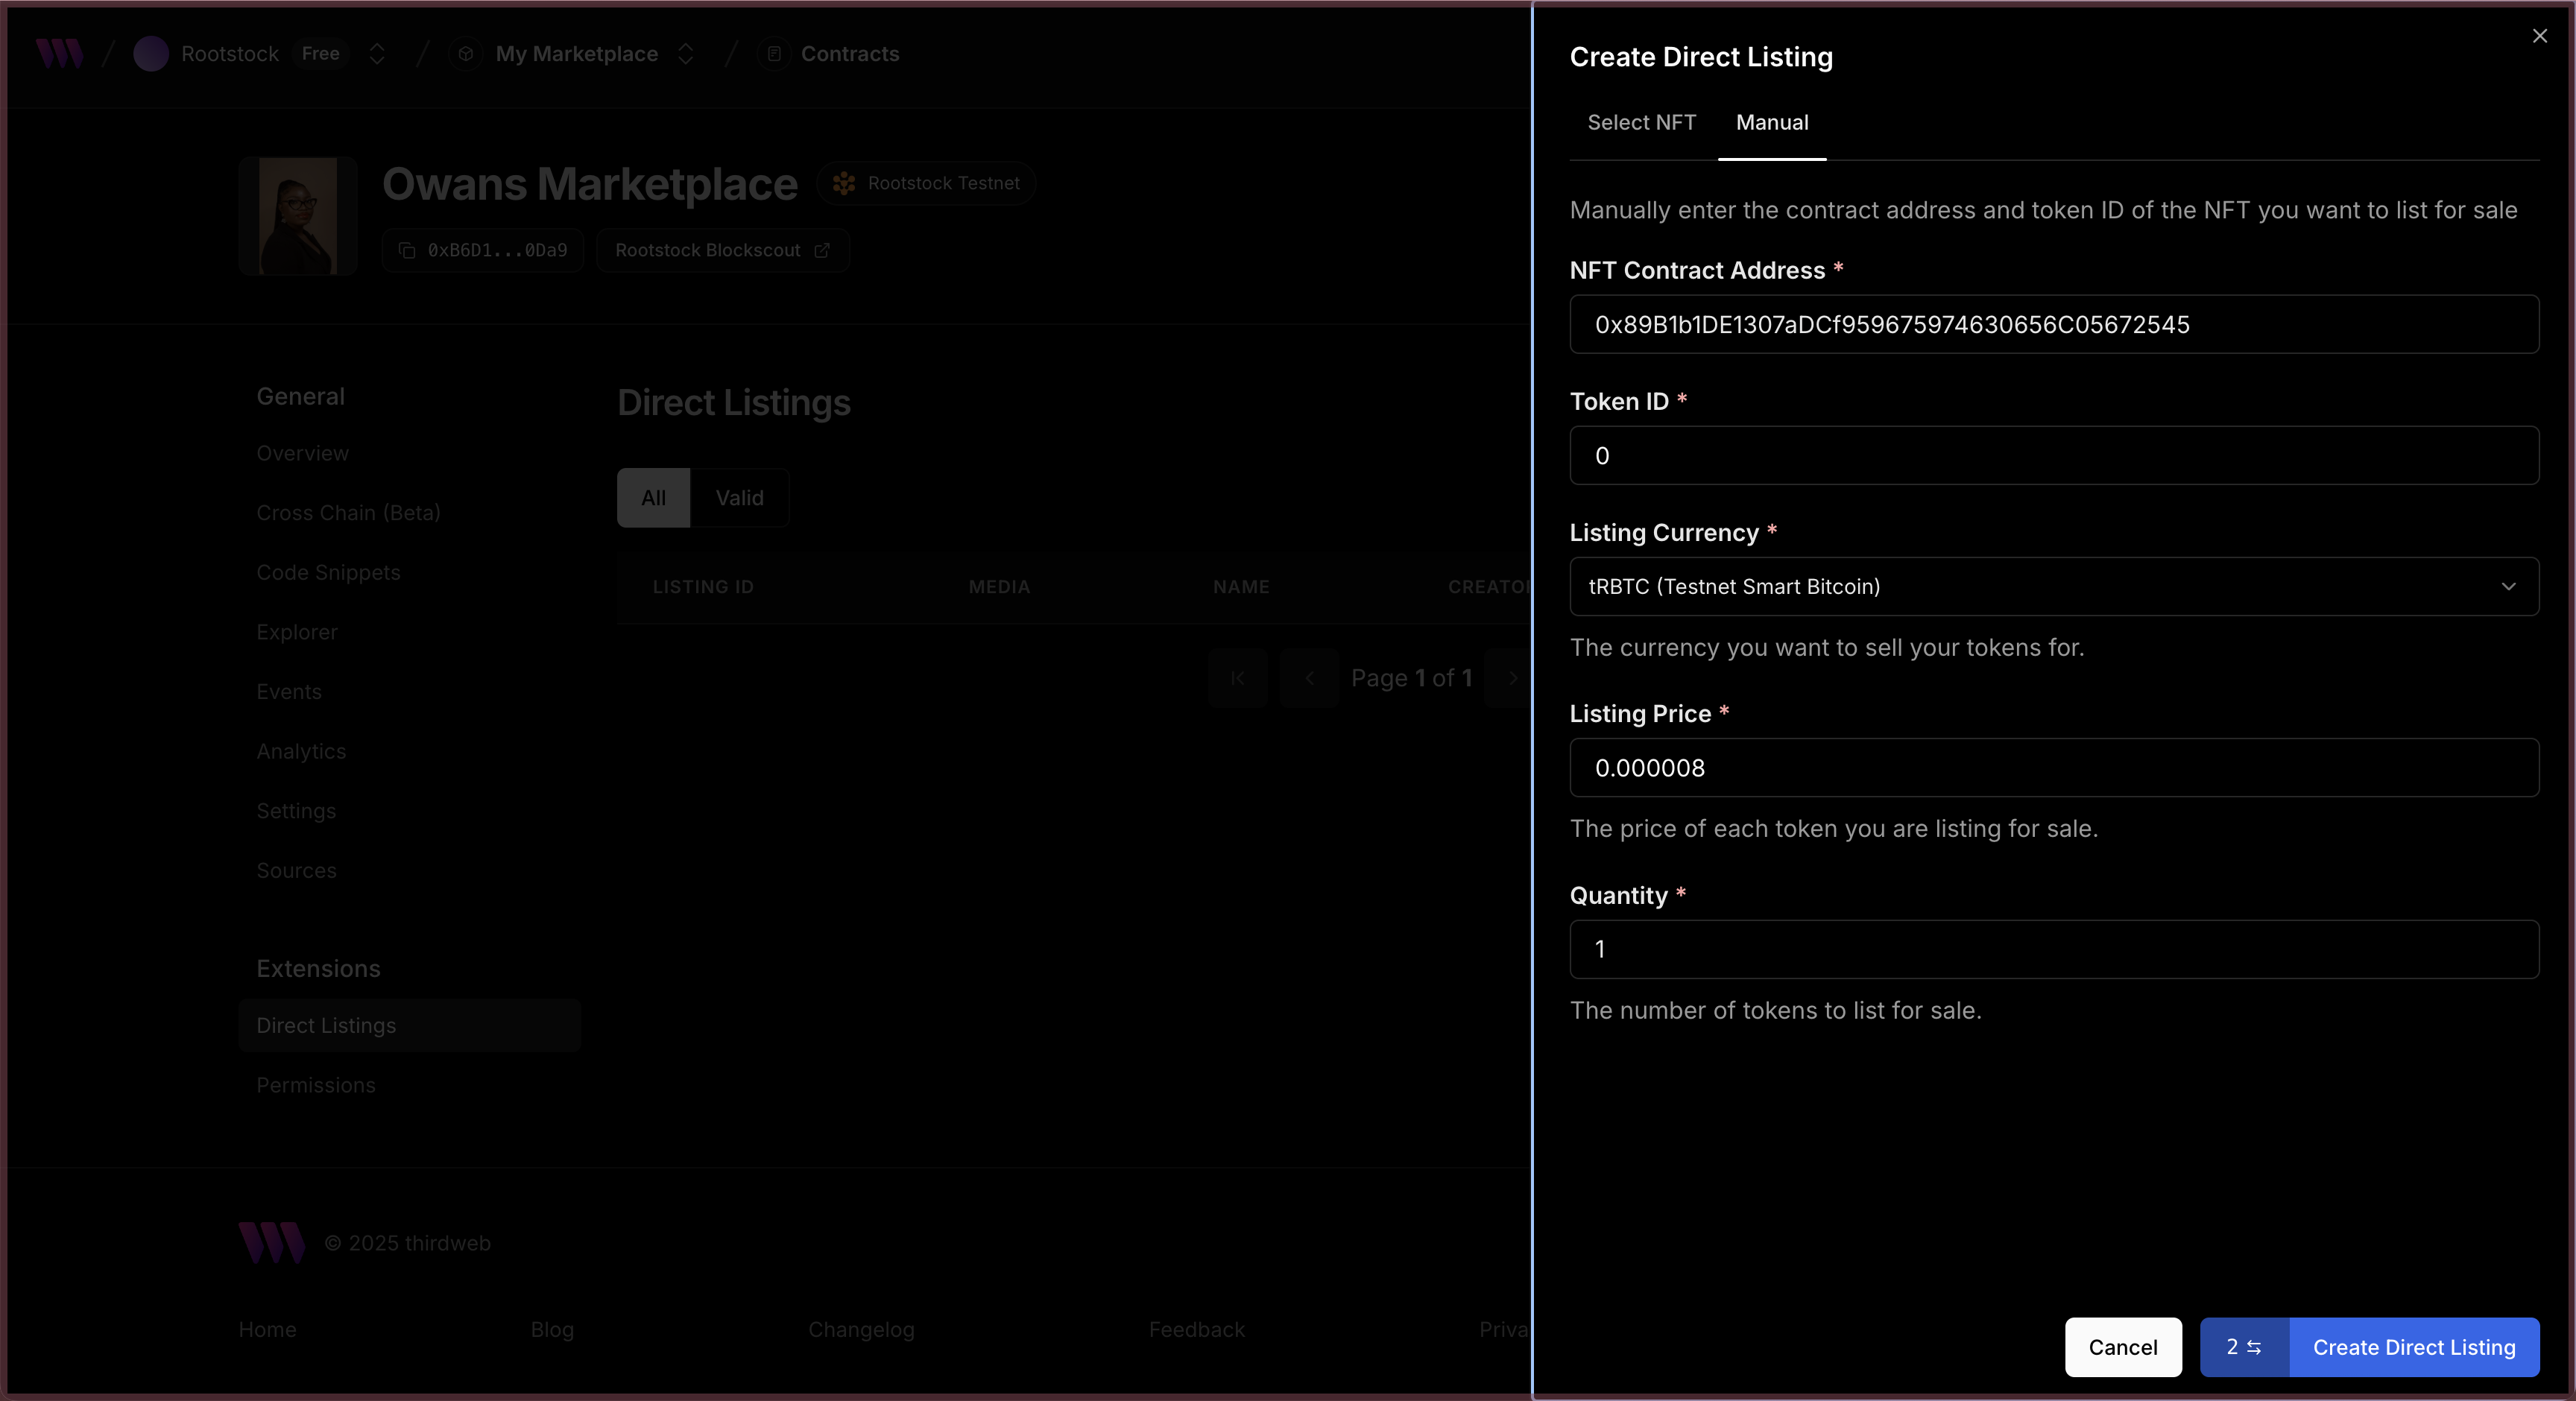 Rootstock Free / My Marketplace / Contracts
Owans Marketplace
Rootstock Testnet
0xB6D1...0Da9
Rootstock Blockscout
General
Overview
Cross Chain (Beta)
Code Snippets
Explorer
Events
Analytics
Settings
Sources
Extensions
Direct Listings
Permissions
Direct Listings
All
Valid
LISTING ID MEDIA NAME CREATOR
Page 1 of 1
© 2025 thirdweb
Home Blog Changelog Feedback Priva
Create Direct Listing
Select NFT Manual
Manually enter the contract address and token ID of the NFT you want to list for sale
NFT Contract Address *
0x89B1b1DE1307aDCf959675974630656C05672545
Token ID *
0
Listing Currency *
tRBTC (Testnet Smart Bitcoin)
The currency you want to sell your tokens for.
Listing Price *
0.000008
The price of each token you are listing for sale.
Quantity *
1
The number of tokens to list for sale.
Cancel
2
Create Direct Listing